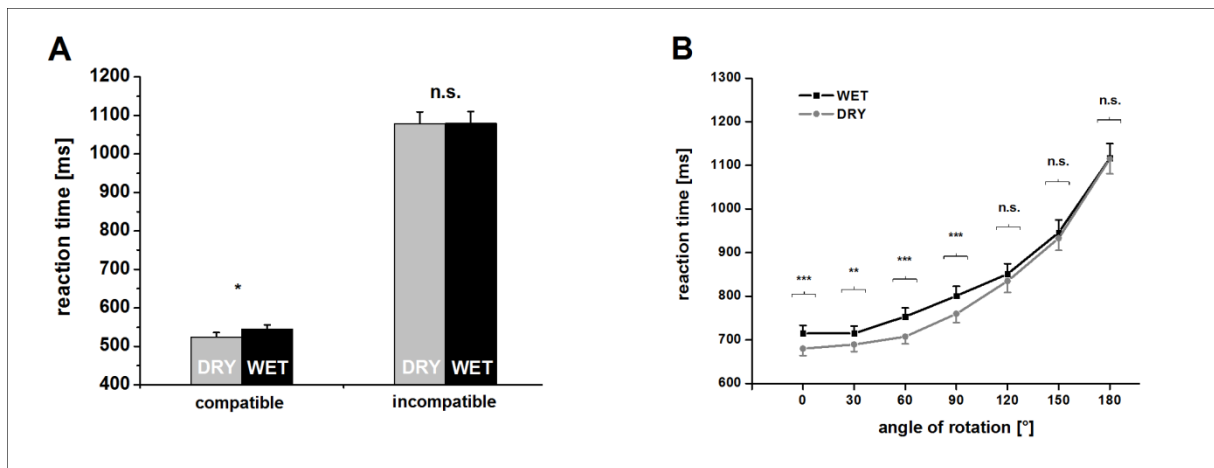 A
reaction time [ms]
1200
1100
1000
900
800
700
600
500
400
*
n.s.
DRY WET
DRY WET
compatible
incompatible
B
reaction time [ms]
1300
1200
1100
1000
900
800
700
600
WET
DRY
***
**
***
***
n.s.
n.s.
n.s.
0 30 60 90 120 150 180
angle of rotation [°]